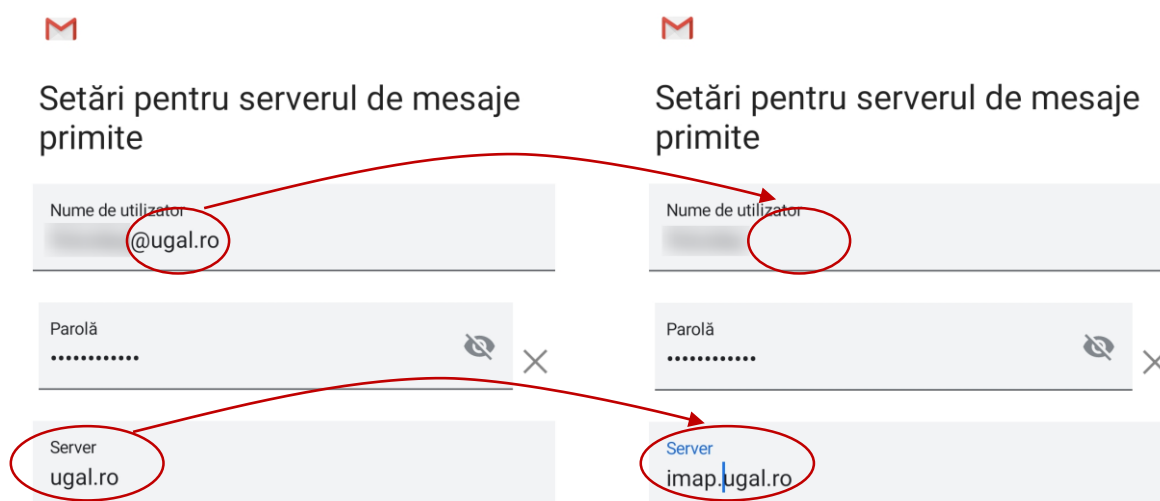 Setări pentru serverul de mesaje
primite
Nume de utilizator
@ugal.ro
Parolă
••••••••••••
Server
ugal.ro
Setări pentru serverul de mesaje
primite
Nume de utilizator
Parolă
••••••••••••
Server
imap.ugal.ro